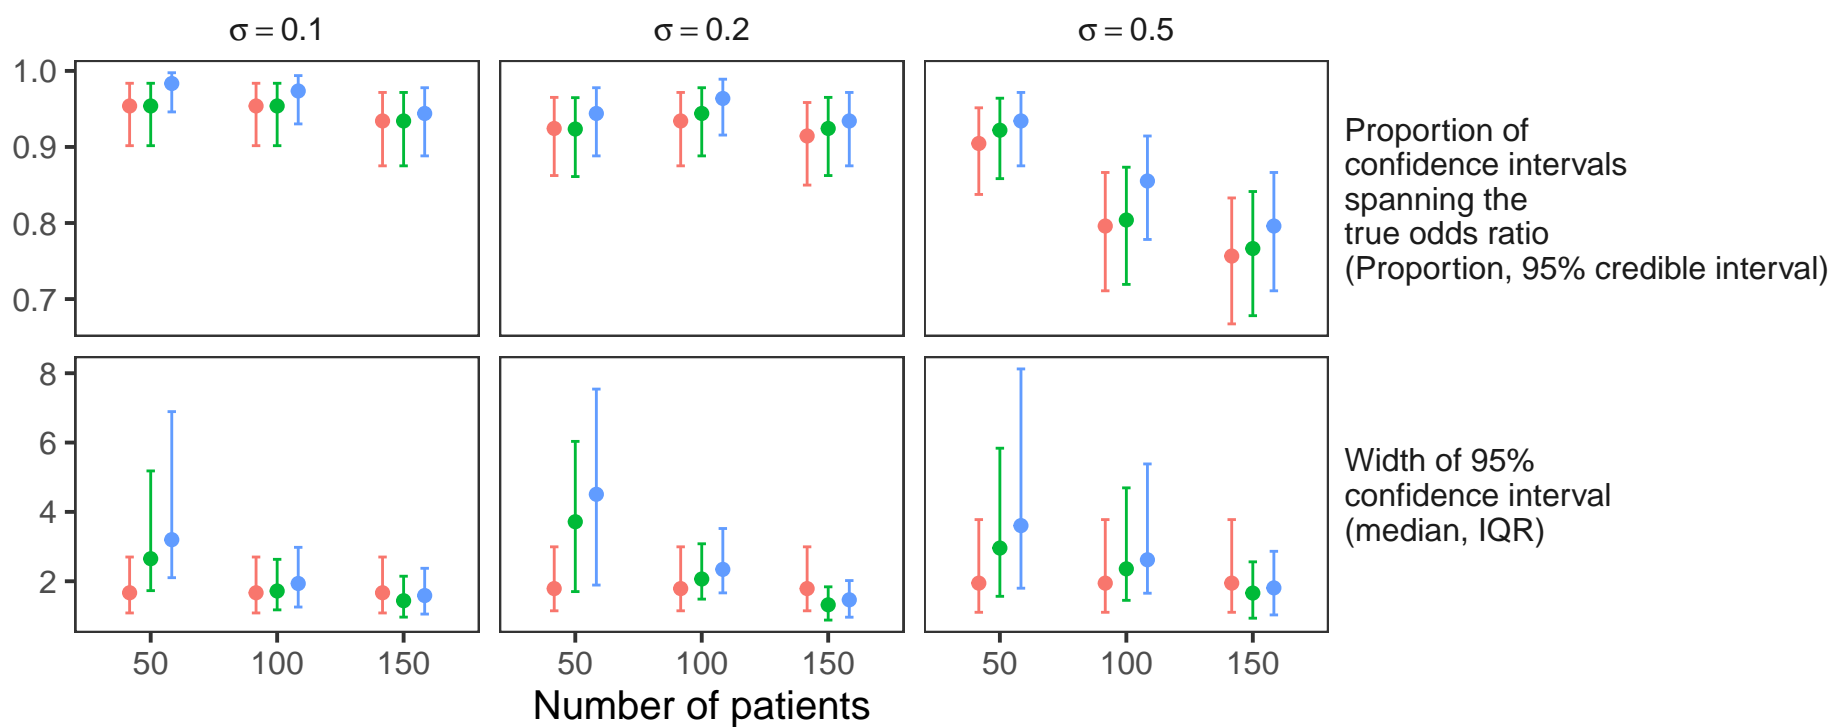 σ = 0.1
σ = 0.2
σ = 0.5
1.0
0.9
0.8
0.7
Proportion of
confidence intervals
spanning the
true odds ratio
(Proportion, 95% credible interval)
8
6
4
2
Width of 95%
confidence interval
(median, IQR)
50 100 150
50 100 150
50 100 150
Number of patients